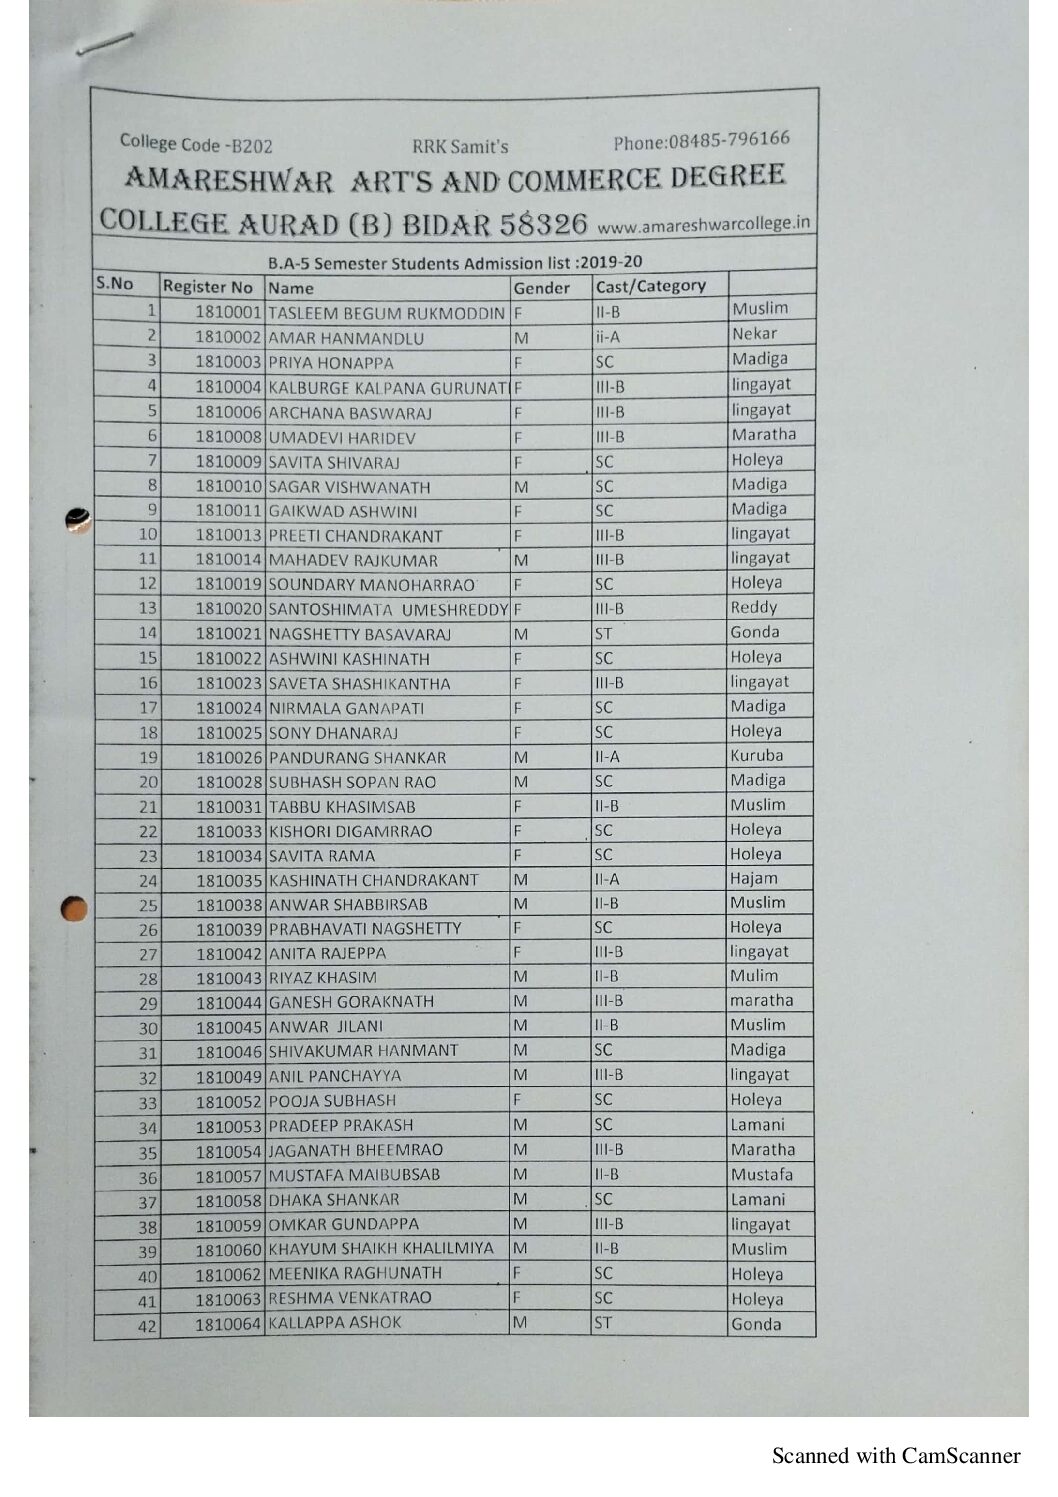 College Code -B202 RRK Samit's Phone:08485-796166
AMARESHWAR ART'S AND COMMERCE DEGREE
COLLEGE AURAD (B) BIDAR 58326 www.amareshwarcollege.in
B.A-5 Semester Students Admission list :2019-20
S.No Register No Name Gender Cast/Category
1 1810001 TASLEEM BEGUM RUKMODDIN F II-B Muslim
2 1810002 AMAR HANMANDLU M ii-A Nekar
3 1810003 PRIYA HONAPPA F SC Madiga
4 1810004 KALBURGE KALPANA GURUNATI F III-B lingayat
5 1810006 ARCHANA BASWARAJ F III-B lingayat
6 1810008 UMADEVI HARIDEV F III-B Maratha
7 1810009 SAVITA SHIVARAJ F SC Holeya
8 1810010 SAGAR VISHWANATH M SC Madiga
9 1810011 GAIKWAD ASHWINI F SC Madiga
10 1810013 PREETI CHANDRAKANT F III-B lingayat
11 1810014 MAHADEV RAJKUMAR M III-B lingayat
12 1810019 SOUNDARY MANOHARRAO F SC Holeya
13 1810020 SANTOSHIMATA UMESHREDDY F III-B Reddy
14 1810021 NAGSHETTY BASAVARAJ M ST Gonda
15 1810022 ASHWINI KASHINATH F SC Holeya
16 1810023 SAVETA SHASHIKANTHA F III-B lingayat
17 1810024 NIRMALA GANAPATI F SC Madiga
18 1810025 SONY DHANARAJ F SC Holeya
19 1810026 PANDURANG SHANKAR M II-A Kuruba
20 1810028 SUBHASH SOPAN RAO M SC Madiga
21 1810031 TABBU KHASIMSAB F II-B Muslim
22 1810033 KISHORI DIGAMRRAO F SC Holeya
23 1810034 SAVITA RAMA F SC Holeya
24 1810035 KASHINATH CHANDRAKANT M II-A Hajam
25 1810038 ANWAR SHABBIRSAB M II-B Muslim
26 1810039 PRABHAVATI NAGSHETTY F SC Holeya
27 1810042 ANITA RAJEPPA F III-B lingayat
28 1810043 RIYAZ KHASIM M II-B Mulim
29 1810044 GANESH GORAKNATH M III-B maratha
30 1810045 ANWAR JILANI M II-B Muslim
31 1810046 SHIVAKUMAR HANMANT M SC Madiga
32 1810049 ANIL PANCHAYYA M III-B lingayat
33 1810052 POOJA SUBHASH F SC Holeya
34 1810053 PRADEEP PRAKASH M SC Lamani
35 1810054 JAGANATH BHEEMRAO M III-B Maratha
36 1810057 MUSTAFA MAIBUBSAB M II-B Mustafa
37 1810058 DHAKA SHANKAR M SC Lamani
38 1810059 OMKAR GUNDAPPA M III-B lingayat
39 1810060 KHAYUM SHAIKH KHALILMIYA M II-B Muslim
40 1810062 MEENIKA RAGHUNATH F SC Holeya
41 1810063 RESHMA VENKATRAO F SC Holeya
42 1810064 KALLAPPA ASHOK M ST Gonda
Scanned with CamScanner